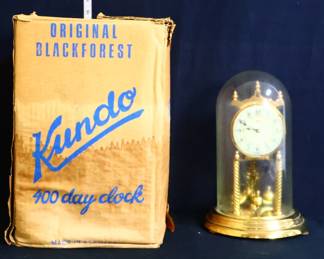 ORIGINAL
BLACKFOREST
Kundo
400 day clock